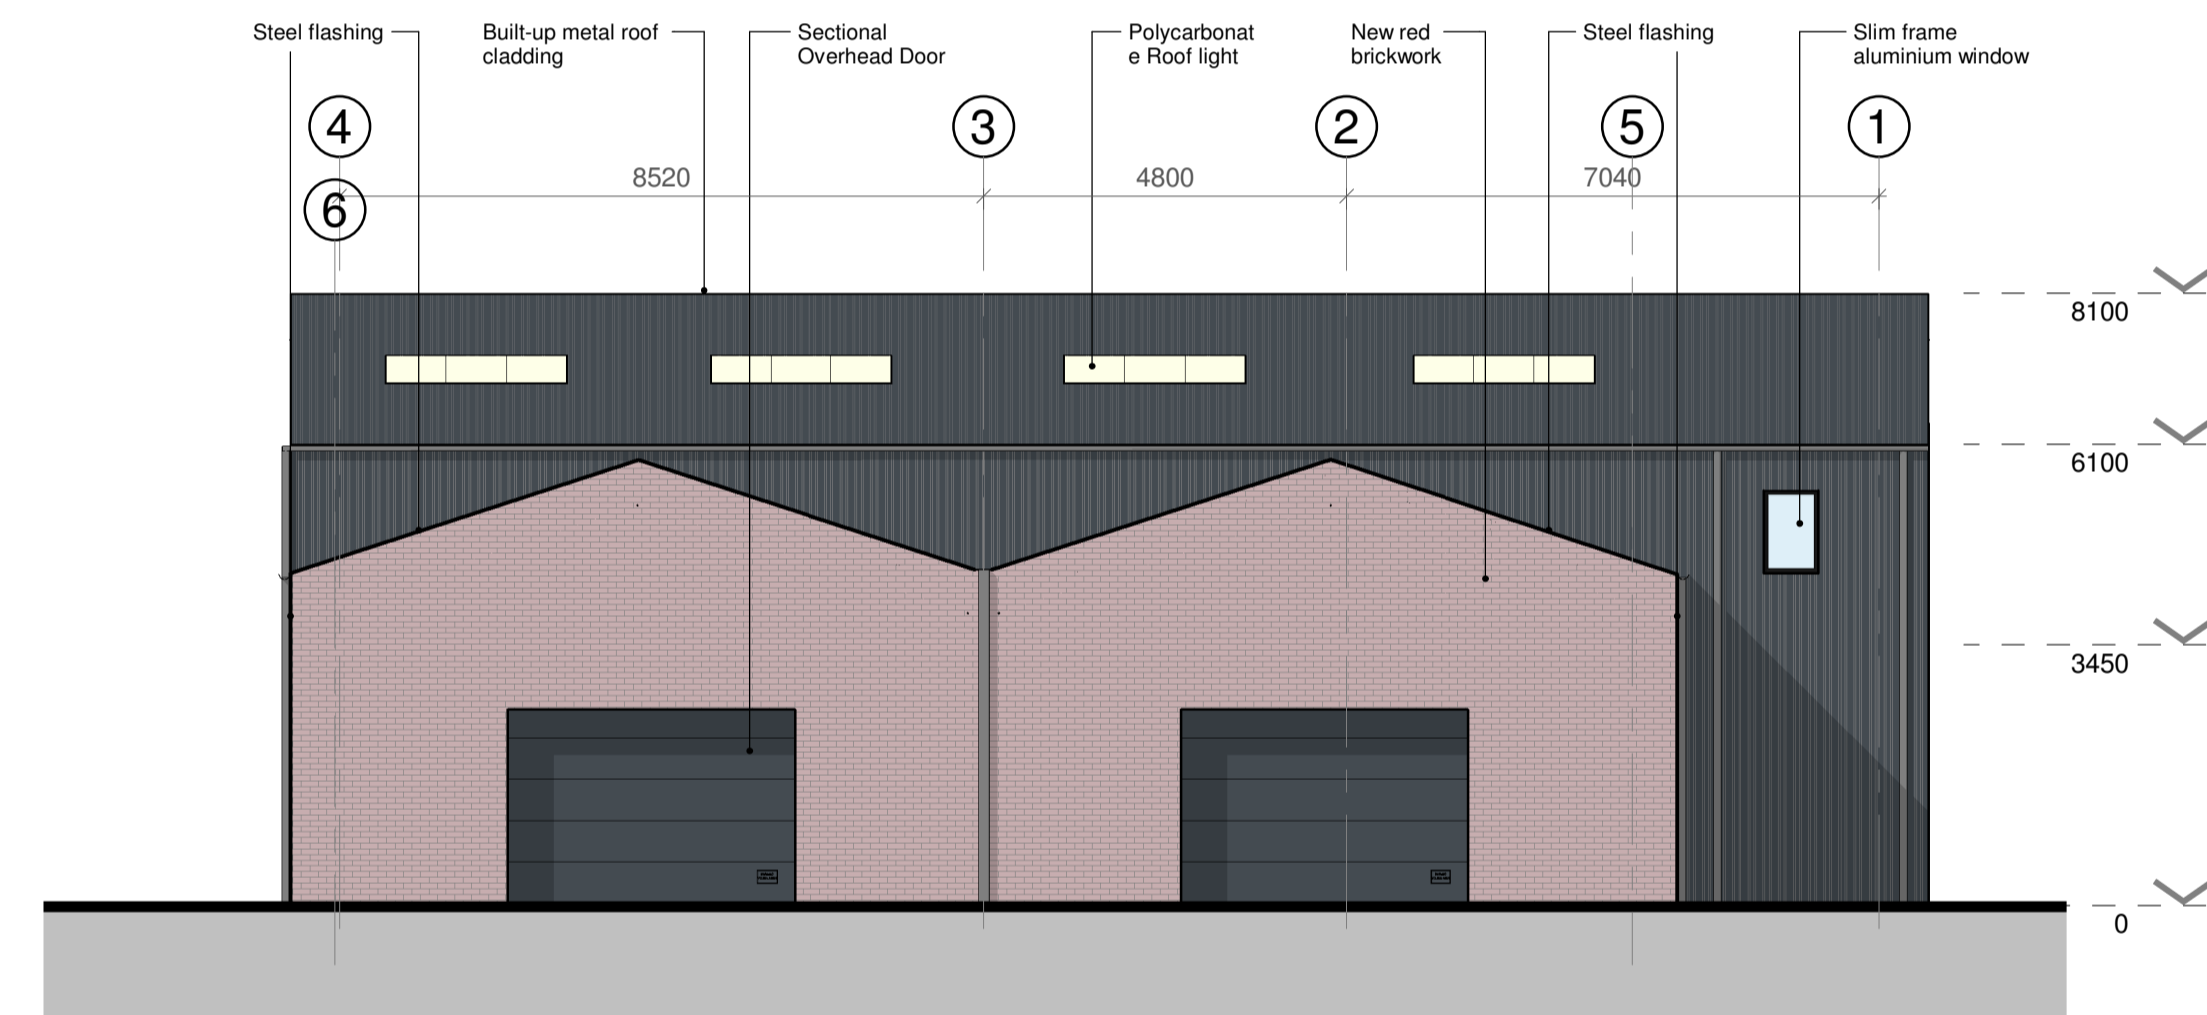 Steel flashing
Built-up metal roof
cladding
Sectional
Overhead Door
Polycarbonat
e Roof light
New red
brickwork
Steel flashing
Slim frame
aluminium window
4
3
2
5
1
8520
4800
7040
6
8100
6100
3450
0